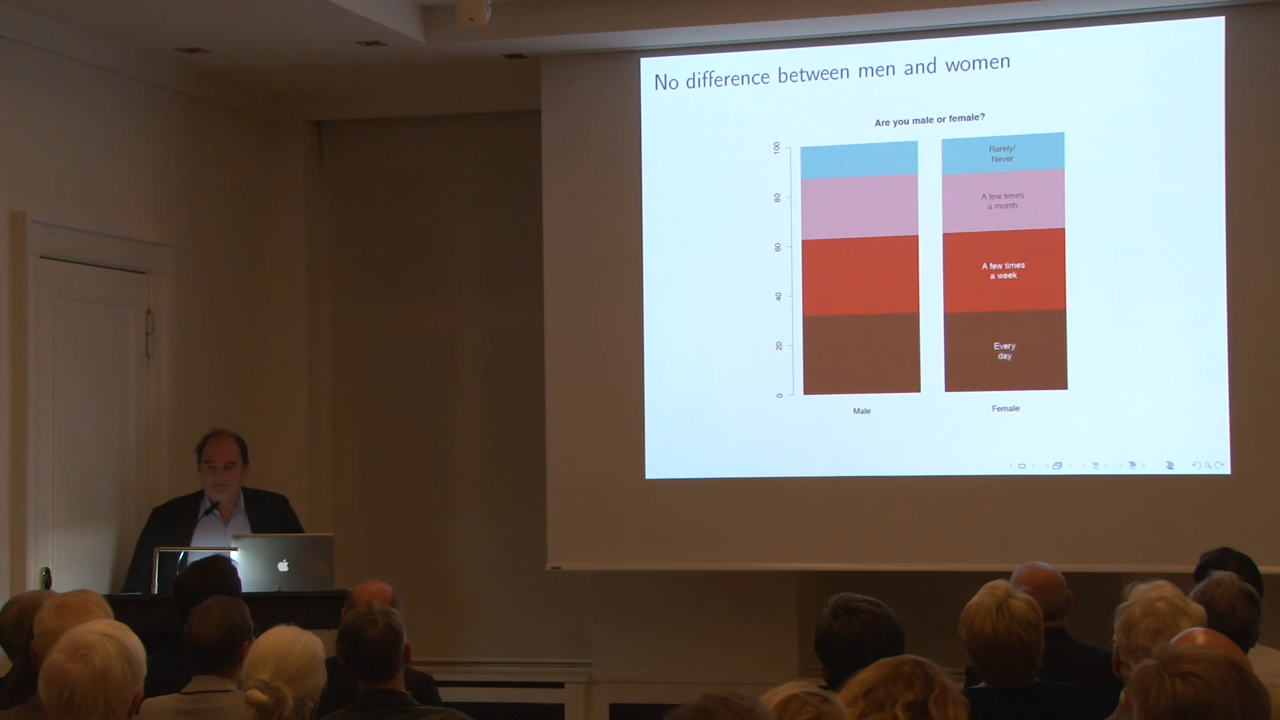 No difference between men and women
Are you male or female?
100
80
60
40
20
0
Rarely/
Never
A few times
a month
A few times
a week
Every
day
Male
Female